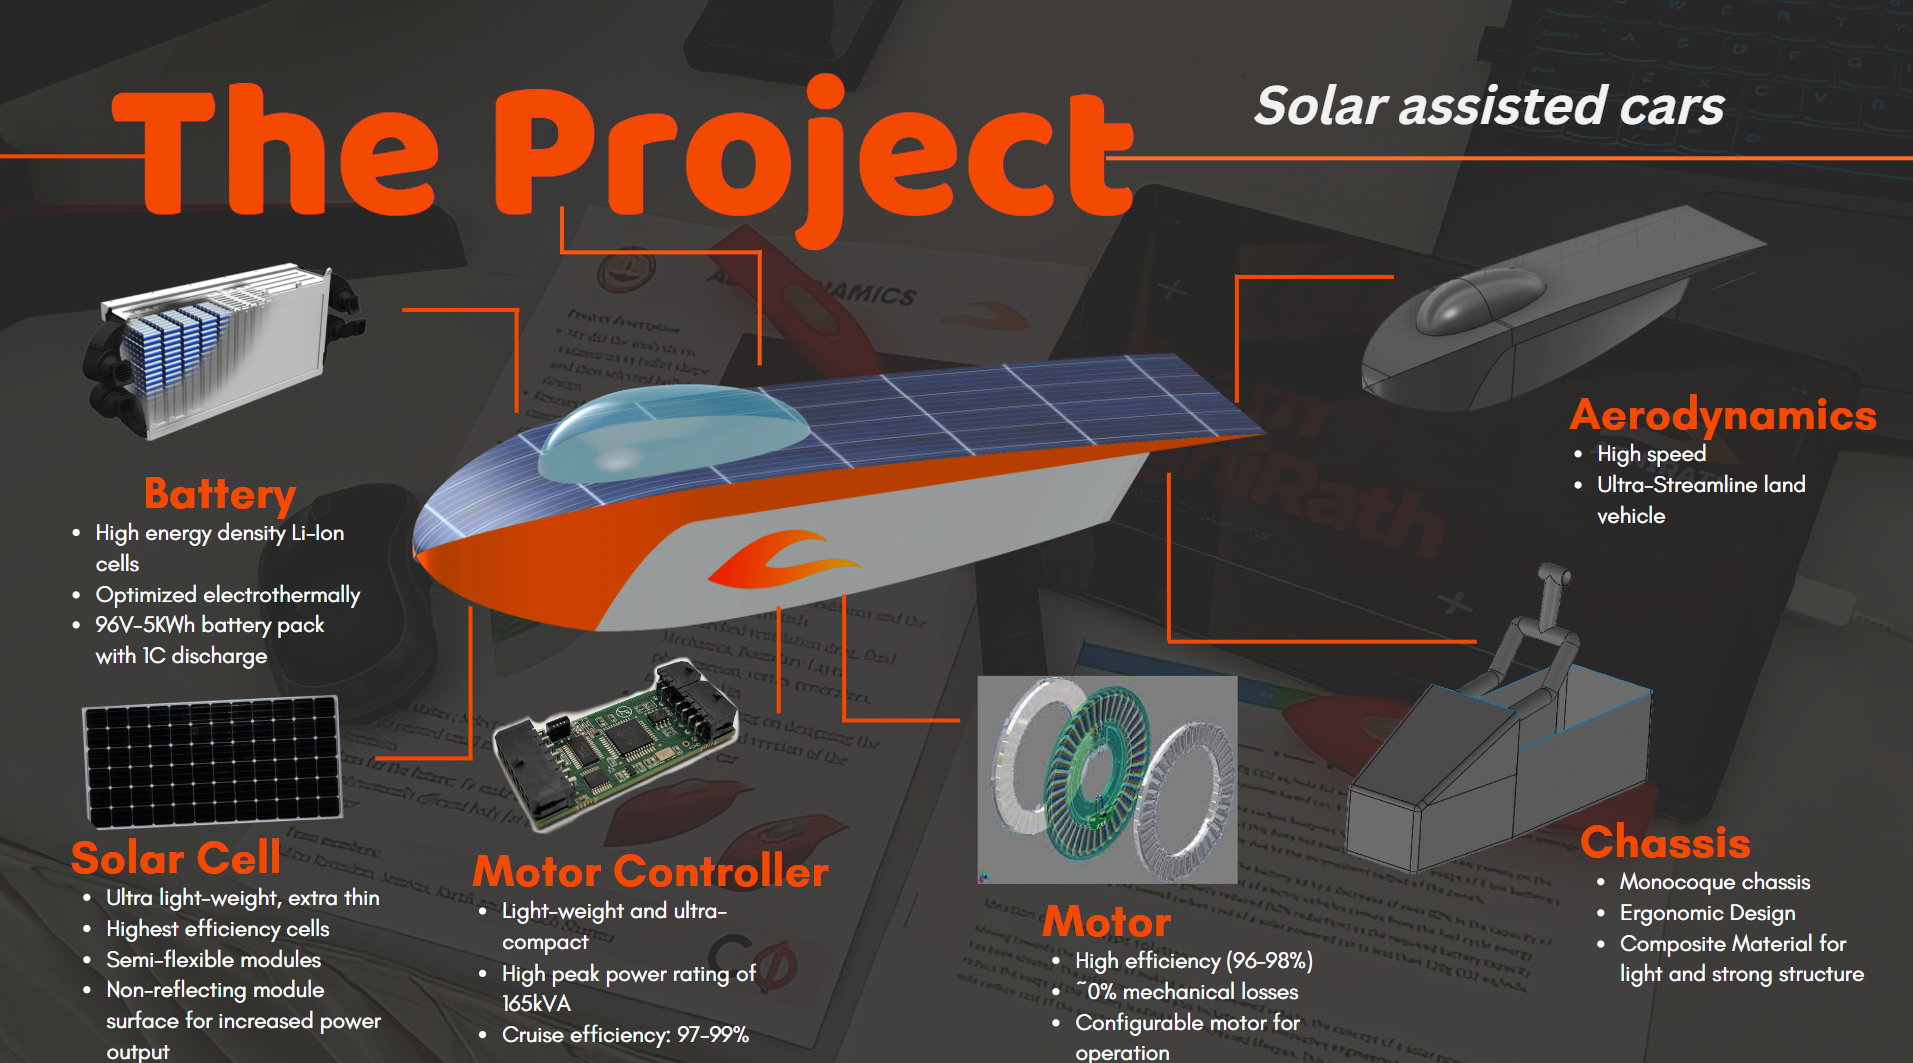 The Project
Solar assisted cars
Battery
• High energy density Li-Ion
cells
• Optimized electrothermally
• 96V-5KWh battery pack
with 1C discharge
Solar Cell
• Ultra light-weight, extra thin
• Highest efficiency cells
• Semi-flexible modules
• Non-reflecting module
surface for increased power
output
Motor Controller
• Light-weight and ultra-
compact
• High peak power rating of
165kVA
• Cruise efficiency: 97-99%
Motor
• High efficiency (96-98%)
• ~0% mechanical losses
• Configurable motor for
operation
Aerodynamics
• High speed
• Ultra-Streamline land
vehicle
Chassis
• Monocoque chassis
• Ergonomic Design
• Composite Material for
light and strong structure